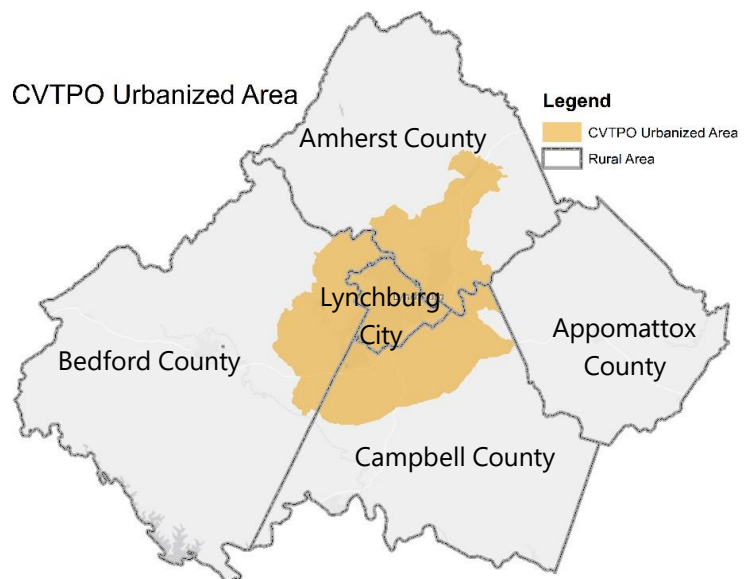 CVTPO Urbanized Area
Legend
CVTPO Urbanized Area
Rural Area
Amherst County
Lynchburg
City
Bedford County
Appomattox
County
Campbell County